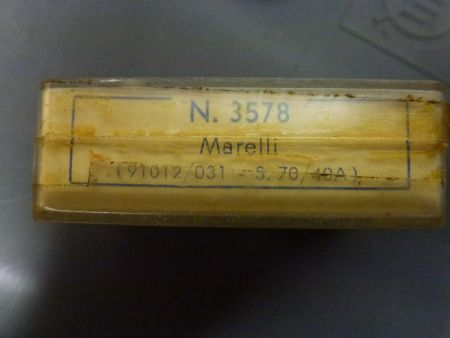 N. 3578
Marelli
(91012/031 - S. 70/40A)